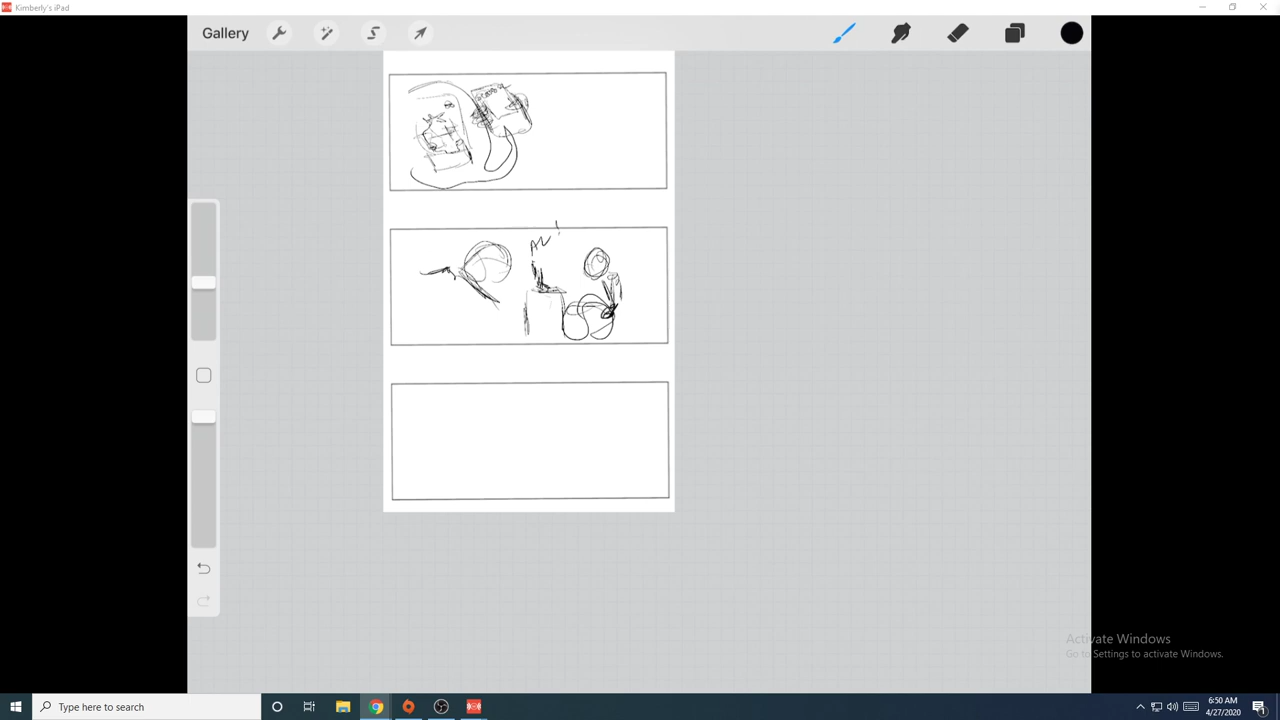 Kimberly's iPad
Gallery
Activate Windows
Go to Settings to activate Windows.
Type here to search
6:50 AM
4/27/2020
1